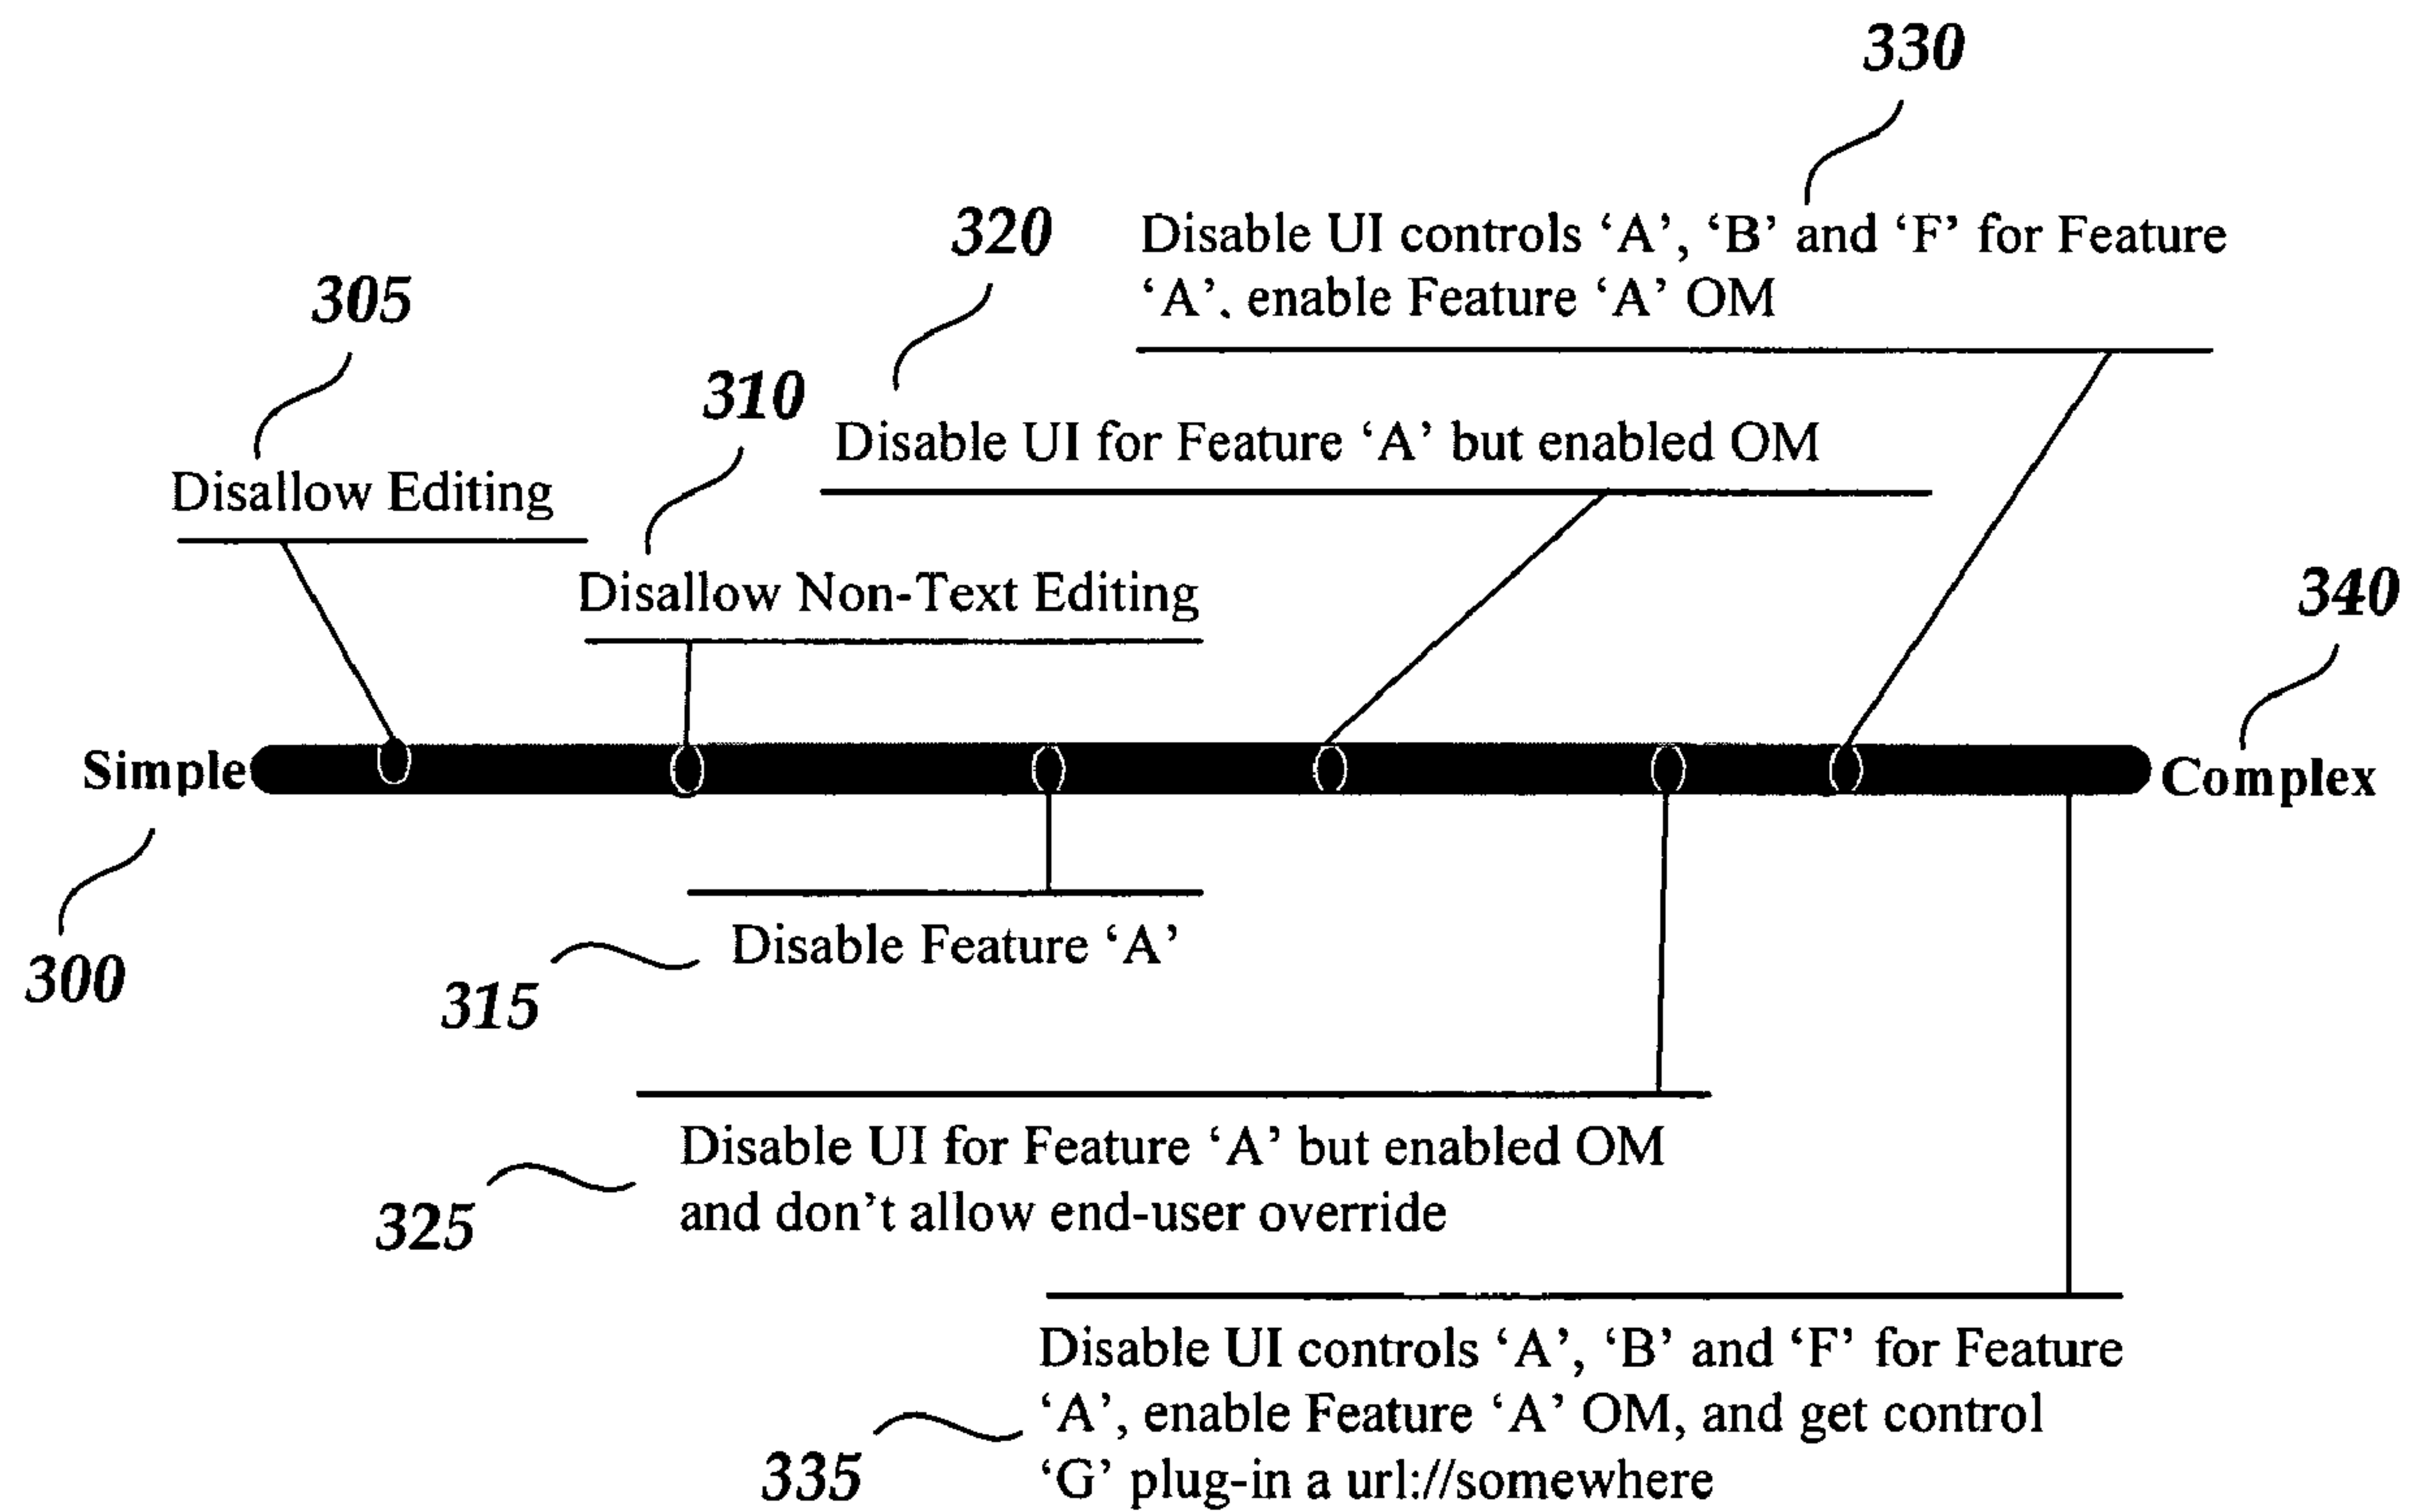 330
320
Disable UI controls ‘A’, ‘B’ and ‘F’ for Feature
‘A’. enable Feature ‘A’ OM
305
310
Disable UI for Feature ‘A’ but enabled OM
Disallow Editing
Disallow Non-Text Editing
340
Simple
Complex
300
Disable Feature ‘A’
315
Disable UI for Feature ‘A’ but enabled OM
and don’t allow end-user override
325
Disable UI controls ‘A’, ‘B’ and ‘F’ for Feature
‘A’, enable Feature ‘A’ OM, and get control
‘G’ plug-in a url://somewhere
335